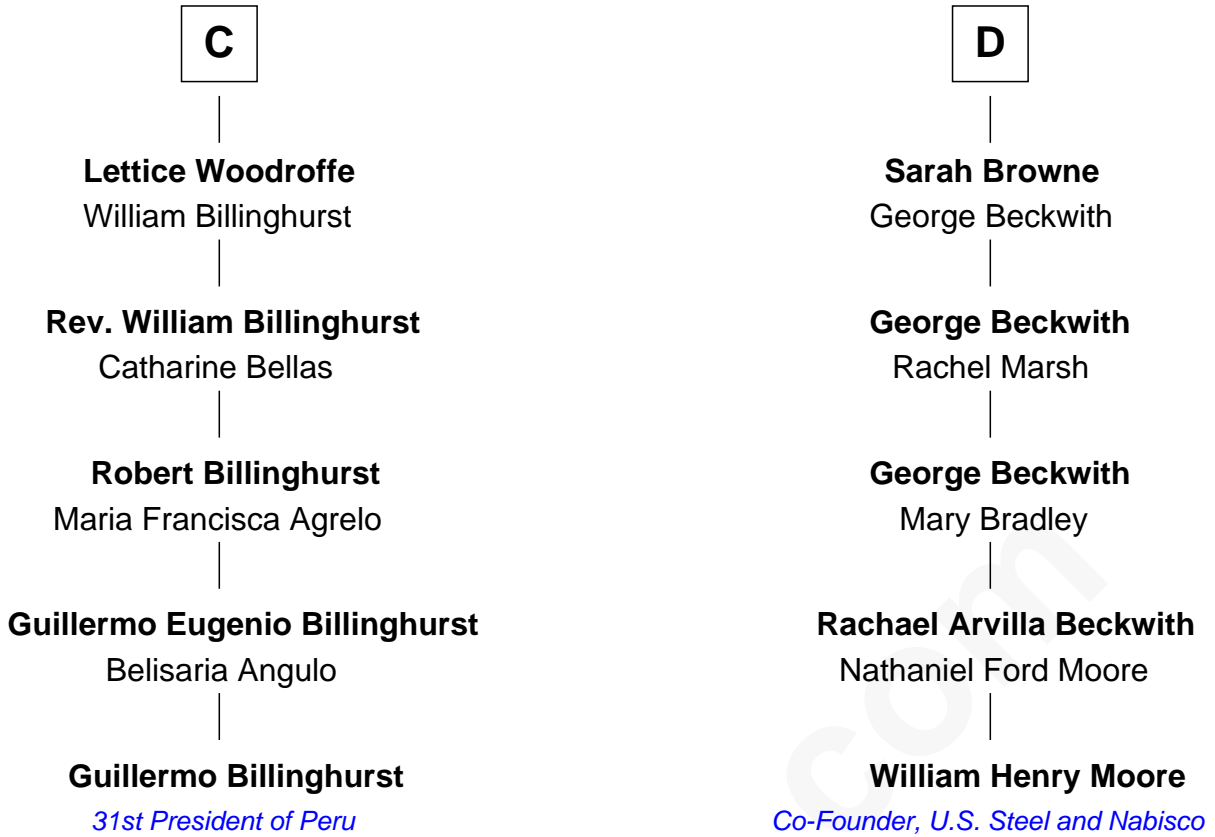 C
Lettice Woodroffe
William Billinghurst
Rev. William Billinghurst
Catharine Bellas
Robert Billinghurst
Maria Francisca Agrelo
Guillermo Eugenio Billinghurst
Belisaria Angulo
Guillermo Billinghurst
31st President of Peru
D
Sarah Browne
George Beckwith
George Beckwith
Rachel Marsh
George Beckwith
Mary Bradley
Rachael Arvilla Beckwith
Nathaniel Ford Moore
William Henry Moore
Co-Founder, U.S. Steel and Nabisco
com